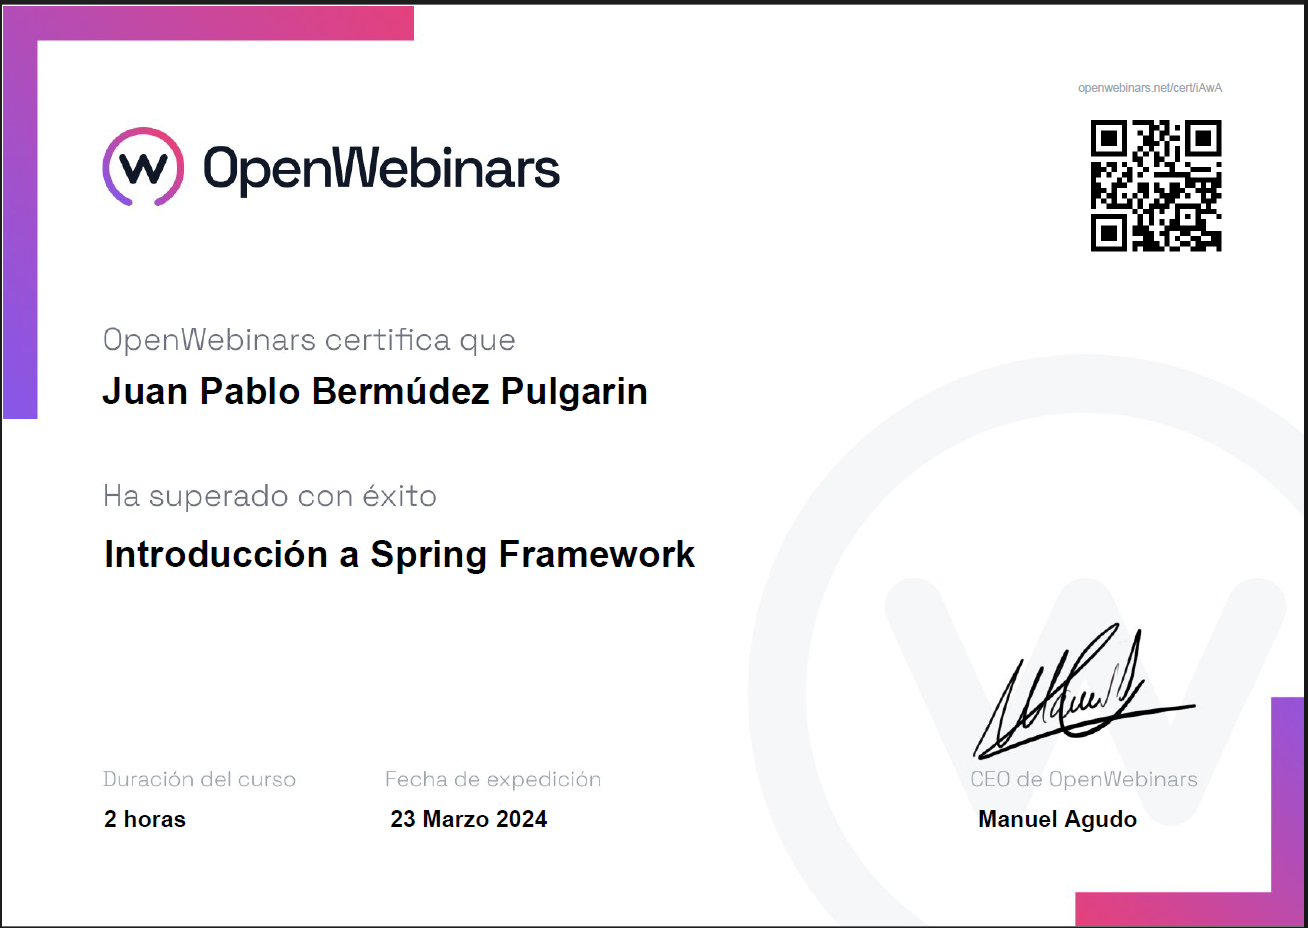 openwebinars.net/cert/iAwA
OpenWebinars
OpenWebinars certifica que
Juan Pablo Bermúdez Pulgarin
Ha superado con éxito
Introducción a Spring Framework
Duración del curso
2 horas
Fecha de expedición
23 Marzo 2024
CEO de OpenWebinars
Manuel Agudo